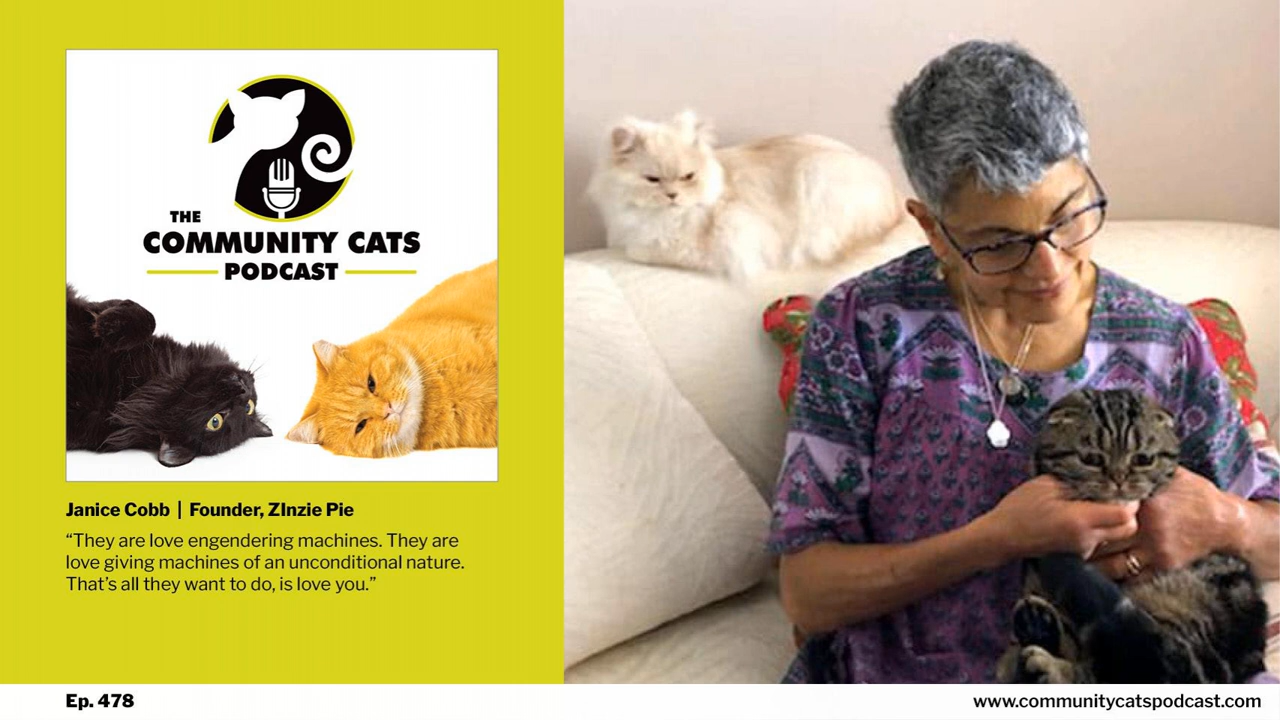 THE
COMMUNITY CATS
PODCAST
Janice Cobb | Founder, ZInzie Pie
“They are love engendering machines. They are
love giving machines of an unconditional nature.
That’s all they want to do, is love you.”
Ep. 478
www.communitycatspodcast.com